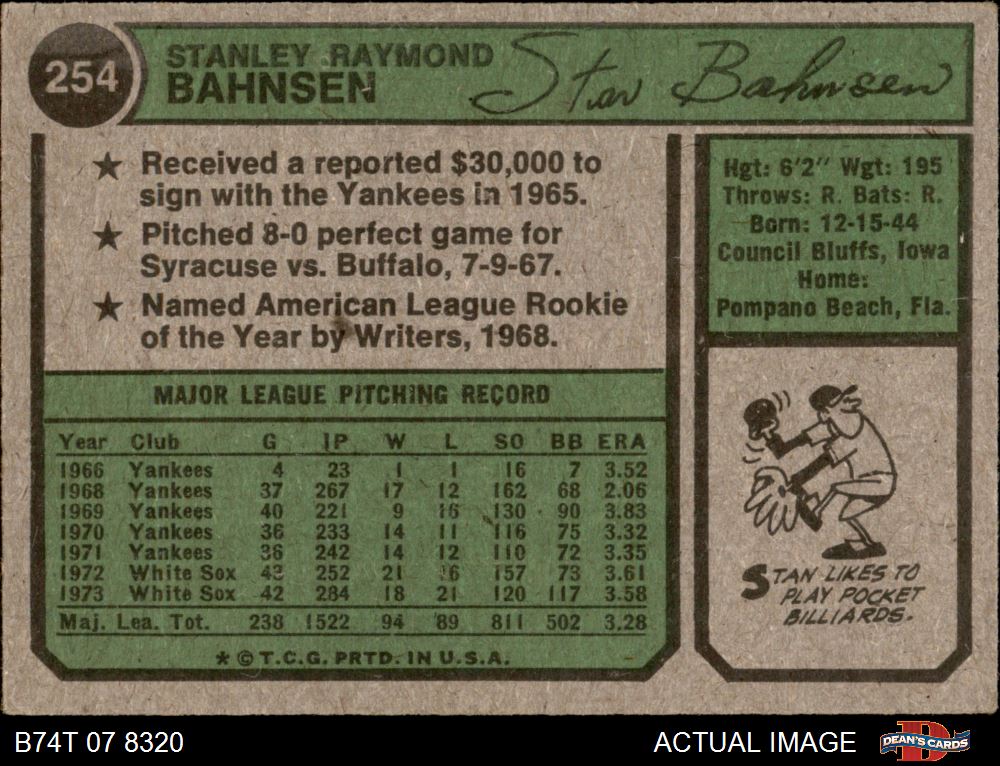 254
STANLEY RAYMOND
BAHNSEN
Stan Bahnsen
★ Received a reported $30,000 to
sign with the Yankees in 1965.
★ Pitched 8-0 perfect game for
Syracuse vs. Buffalo, 7-9-67.
★ Named American League Rookie
of the Year by Writers, 1968.
Hgt: 6'2" Wgt: 195
Throws: R. Bats: R.
Born: 12-15-44
Council Bluffs, Iowa
Home:
Pompano Beach, Fla.
MAJOR LEAGUE PITCHING RECORD
Year Club G IP W L SO BB ERA
1966 Yankees 4 23 1 1 16 7 3.52
1968 Yankees 37 267 17 12 162 68 2.06
1969 Yankees 40 221 9 16 130 90 3.83
1970 Yankees 36 233 14 11 116 75 3.32
1971 Yankees 36 242 14 12 110 72 3.35
1972 White Sox 43 252 21 16 157 73 3.61
1973 White Sox 42 284 18 21 120 117 3.58
Maj. Lea. Tot. 238 1522 94 89 811 502 3.28
* © T.C.G. PRTD. IN U.S.A.
STAN LIKES TO
PLAY POCKET
BILLIARDS.
B74T 07 8320
ACTUAL IMAGE
DEAN'S CARDS